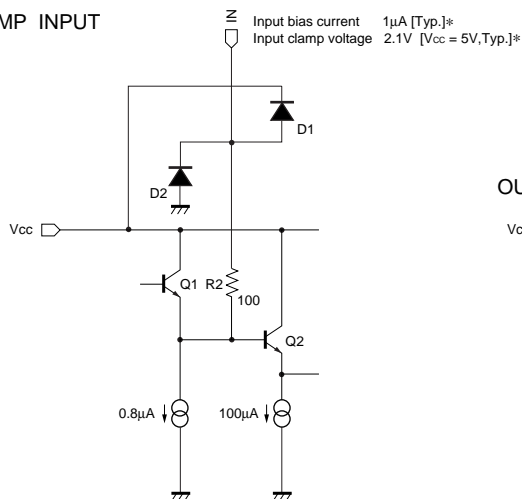 MP INPUT
IN
Input bias current 1μA [Typ.]*
Input clamp voltage 2.1V [Vcc = 5V,Typ.]*
D1
D2
OU
Vcc
Vc
Q1
R2
100
Q2
0.8μA
100μA